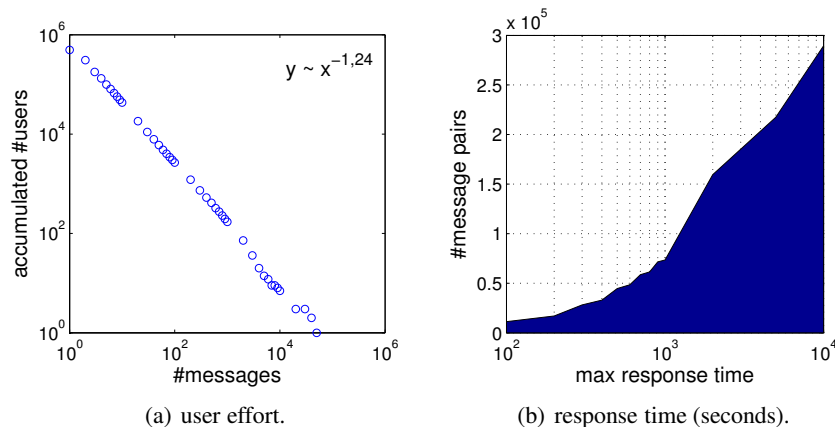 10^6
10^4
10^2
10^0
accumulated #users
y ~ x^−1,24
10^0 10^2 10^4 10^6
#messages
(a) user effort.
x 10^5
3
2.5
2
1.5
1
0.5
0
#message pairs
10^2 10^3 10^4
max response time
(b) response time (seconds).